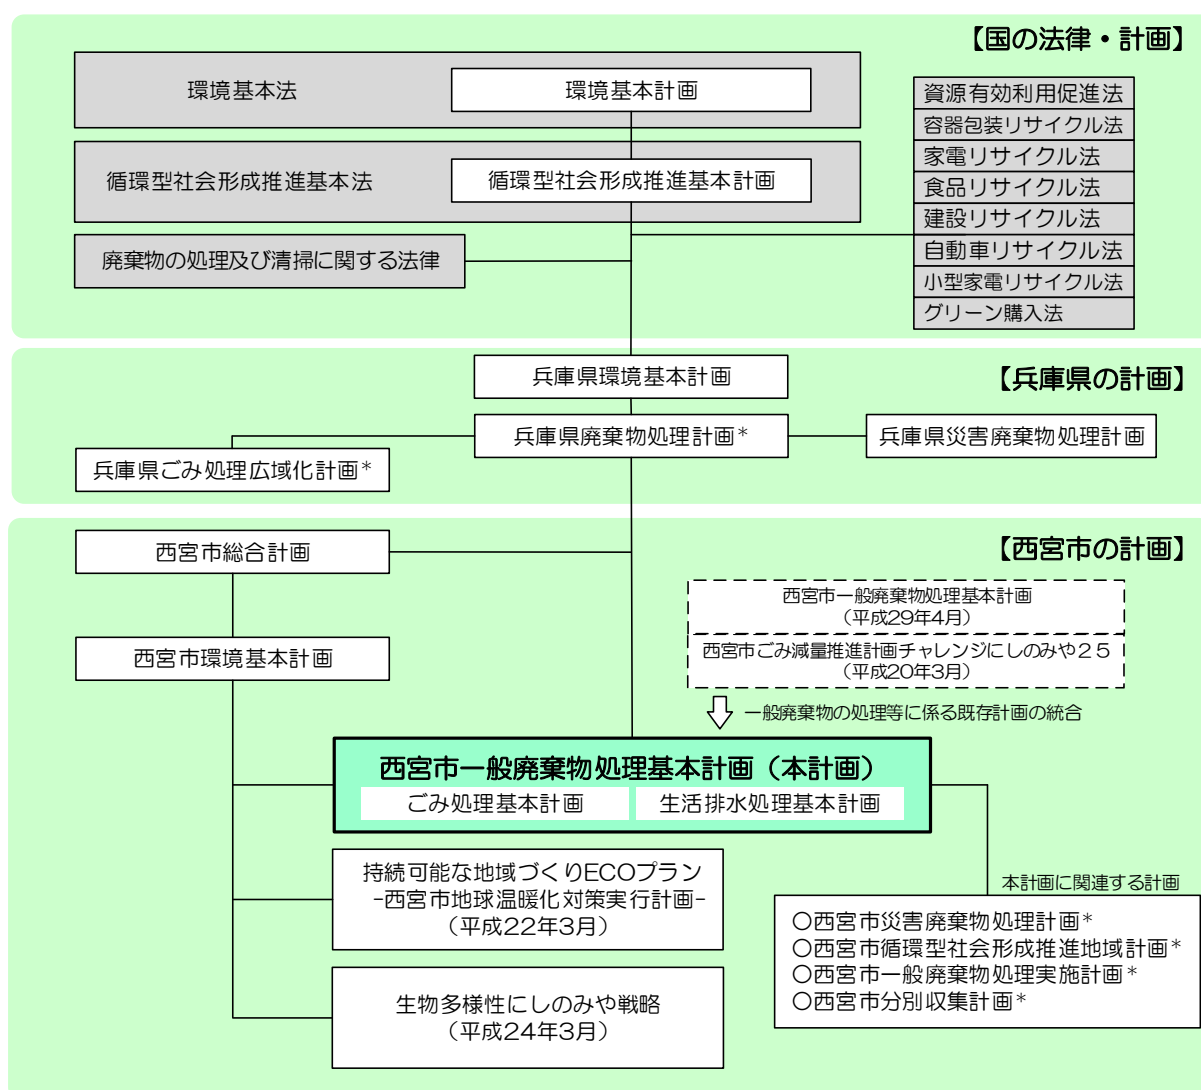 【国の法律・計画】
環境基本法
環境基本計画
循環型社会形成推進基本法
循環型社会形成推進基本計画
廃棄物の処理及び清掃に関する法律
資源有効利用促進法
容器包装リサイクル法
家電リサイクル法
食品リサイクル法
建設リサイクル法
自動車リサイクル法
小型家電リサイクル法
グリーン購入法
【兵庫県の計画】
兵庫県環境基本計画
兵庫県廃棄物処理計画*
兵庫県災害廃棄物処理計画
兵庫県ごみ処理広域化計画*
【西宮市の計画】
西宮市総合計画
西宮市環境基本計画
西宮市一般廃棄物処理基本計画
（平成29年4月）
西宮市ごみ減量推進計画チャレンジにしのみや２５
（平成20年3月）
一般廃棄物の処理等に係る既存計画の統合
西宮市一般廃棄物処理基本計画（本計画）
ごみ処理基本計画
生活排水処理基本計画
持続可能な地域づくりECOプラン
-西宮市地球温暖化対策実行計画-
（平成22年3月）
生物多様性にしのみや戦略
（平成24年3月）
本計画に関連する計画
○西宮市災害廃棄物処理計画*
○西宮市循環型社会形成推進地域計画*
○西宮市一般廃棄物処理実施計画*
○西宮市分別収集計画*